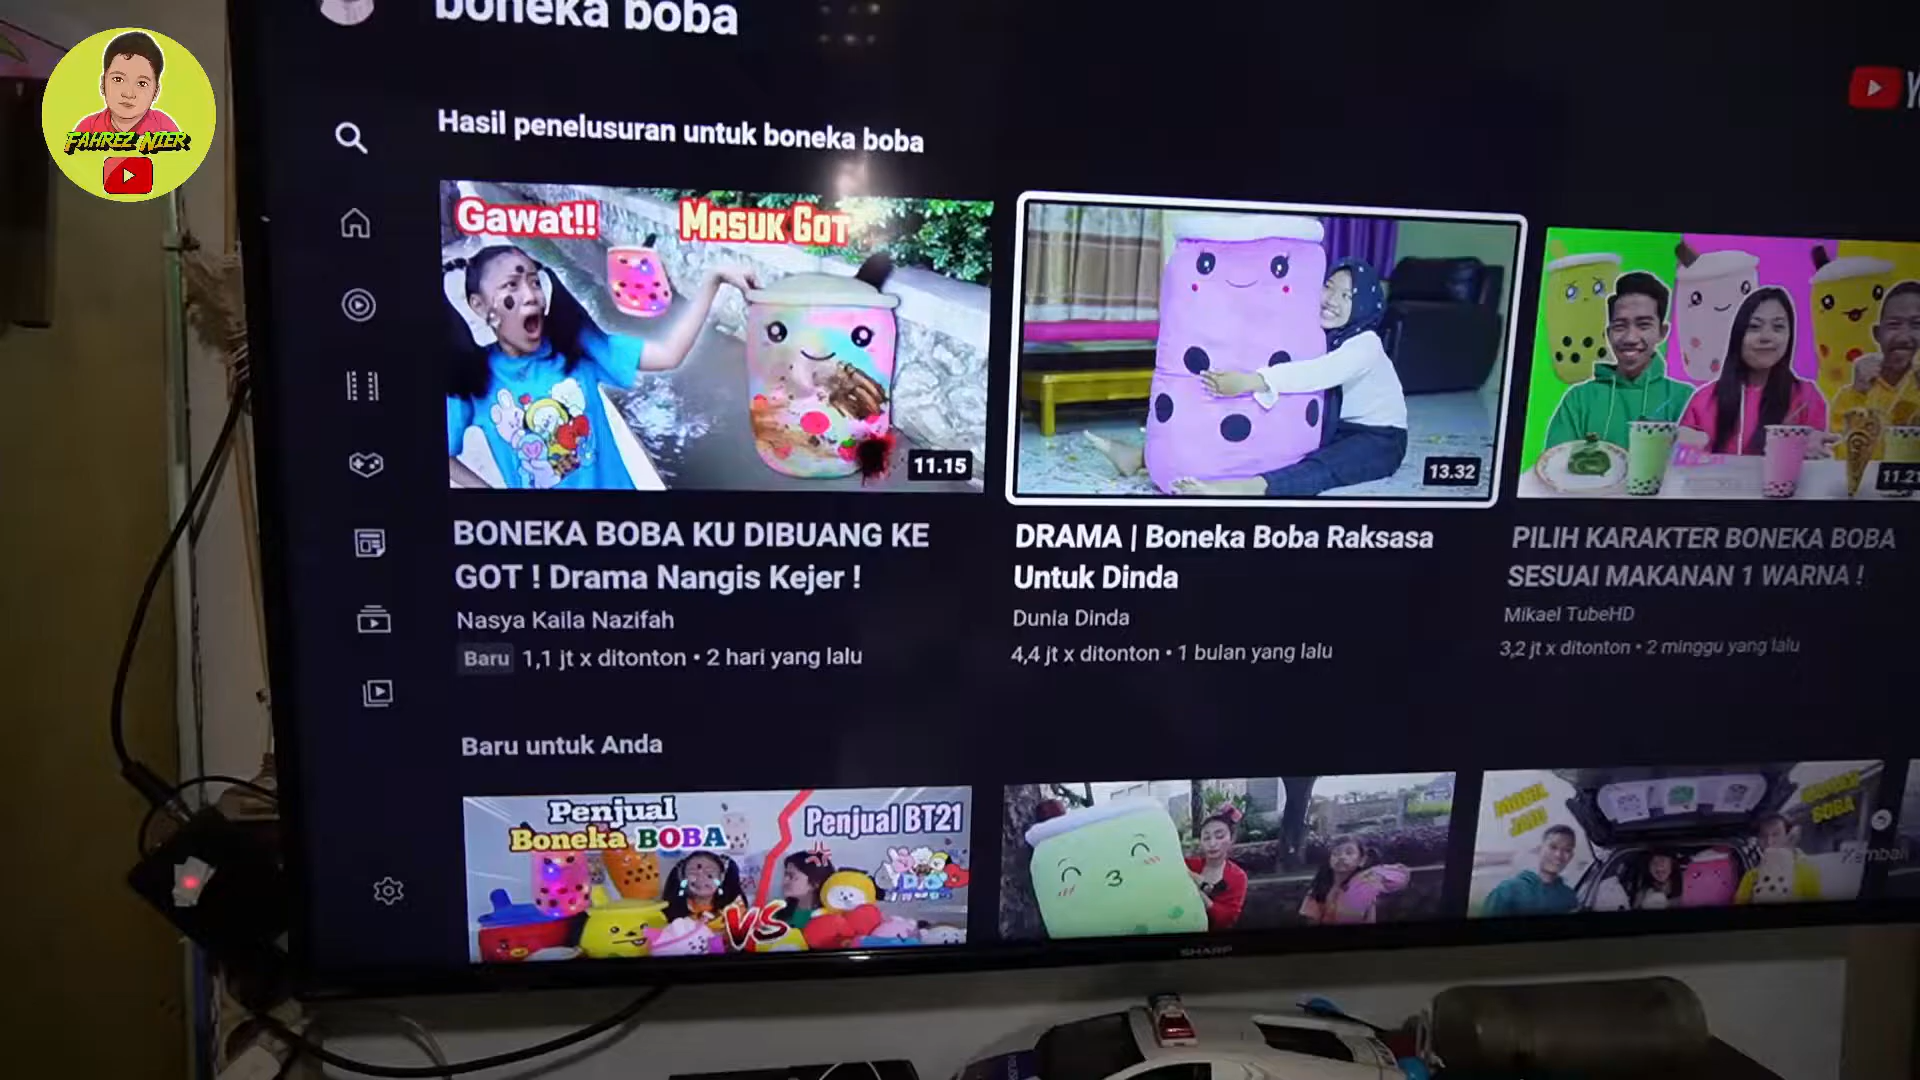 boneka boba
FAHREZ NIER
Hasil penelusuran untuk boneka boba
Gawat!!
MASUK GOT
11.15
13.32
11.21
BONEKA BOBA KU DIBUANG KE
GOT ! Drama Nangis Kejer !
Nasya Kaila Nazifah
Baru 1,1 jt x ditonton • 2 hari yang lalu
DRAMA | Boneka Boba Raksasa
Untuk Dinda
Dunia Dinda
4,4 jt x ditonton • 1 bulan yang lalu
PILIH KARAKTER BONEKA BOBA
SESUAI MAKANAN 1 WARNA !
Mikael TubeHD
3,2 jt x ditonton • 2 minggu yang lalu
Baru untuk Anda
Penjual
Boneka BOBA
Penjual BT21
VS
MOBIL
JADI
BOBA
Kembali
SHARP